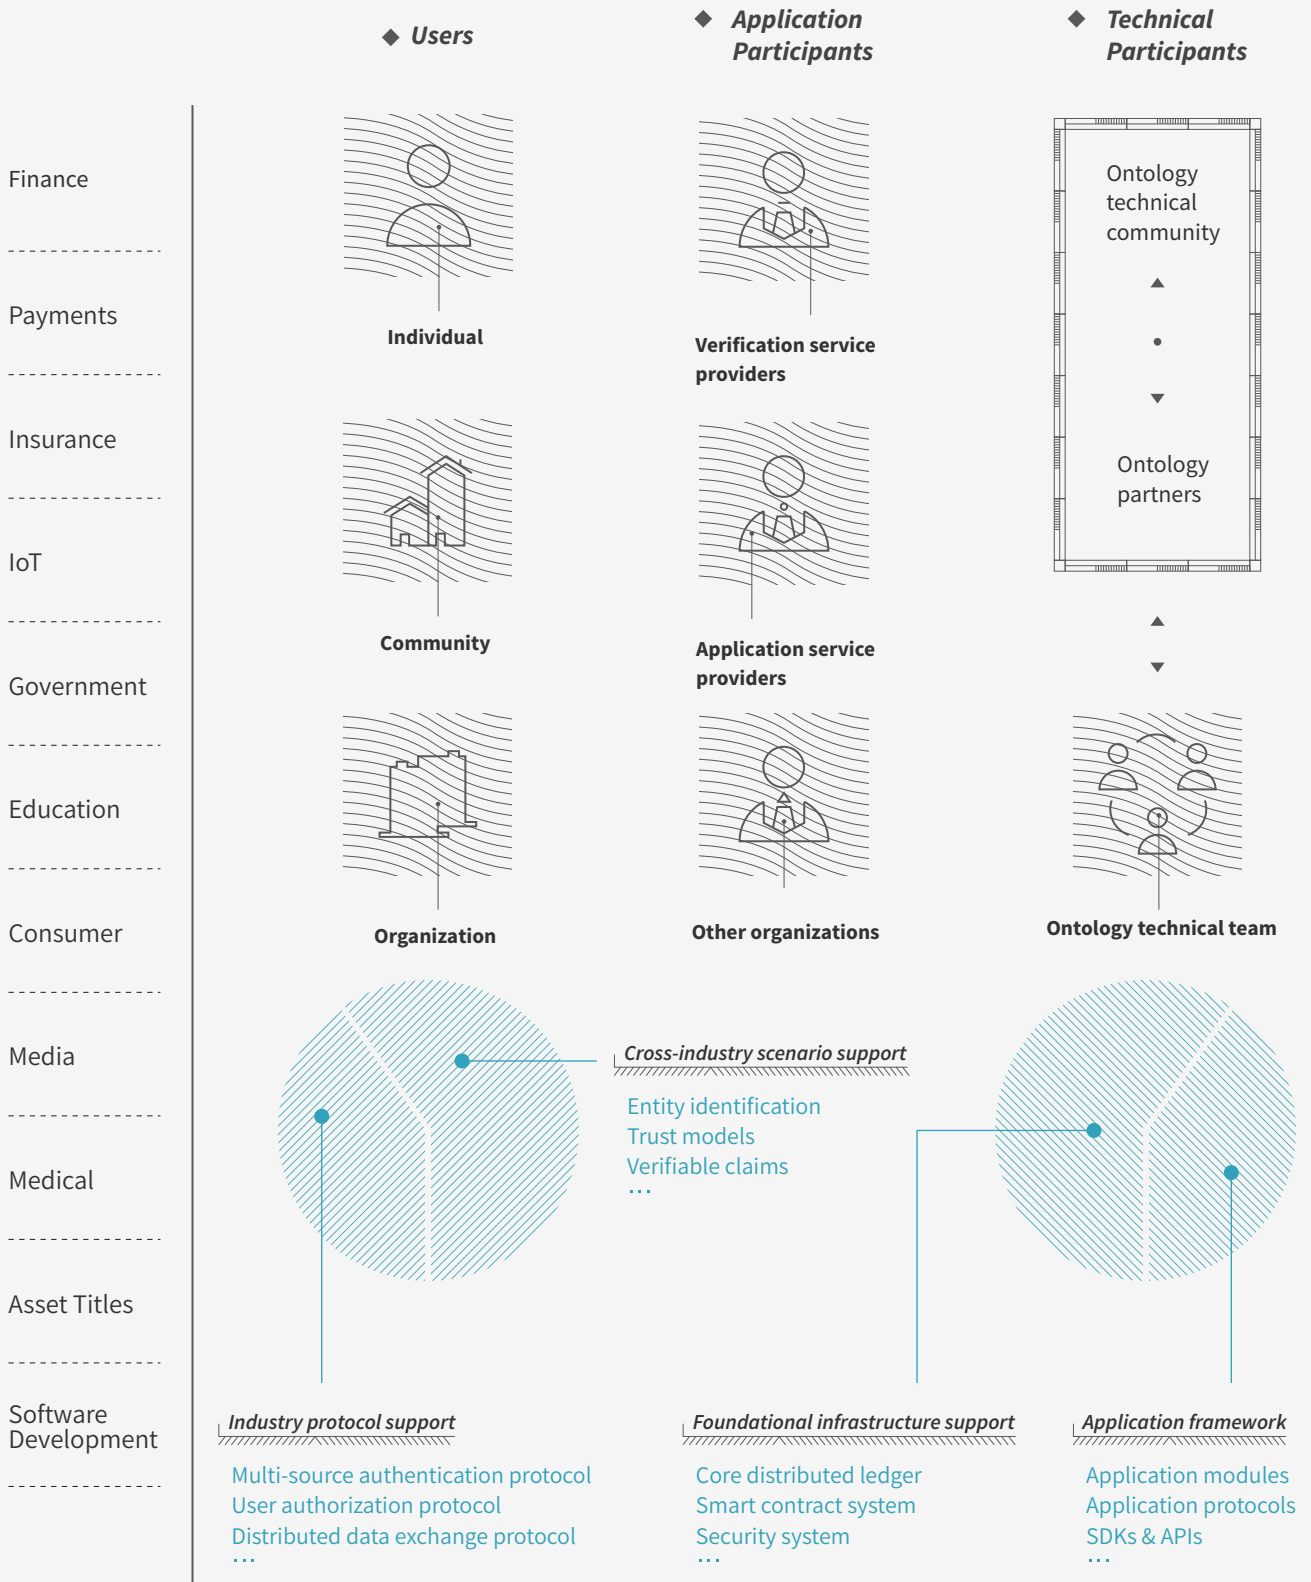 Users
Application
Participants
Technical
Participants
Finance
Payments
Insurance
IoT
Government
Education
Consumer
Media
Medical
Asset Titles
Software
Development
Individual
Community
Organization
Verification service
providers
Application service
providers
Other organizations
Ontology
technical
community
Ontology
partners
Ontology technical team
Cross-industry scenario support
Entity identification
Trust models
Verifiable claims
...
Industry protocol support
Multi-source authentication protocol
User authorization protocol
Distributed data exchange protocol
...
Foundational infrastructure support
Core distributed ledger
Smart contract system
Security system
...
Application framework
Application modules
Application protocols
SDKs & APIs
...